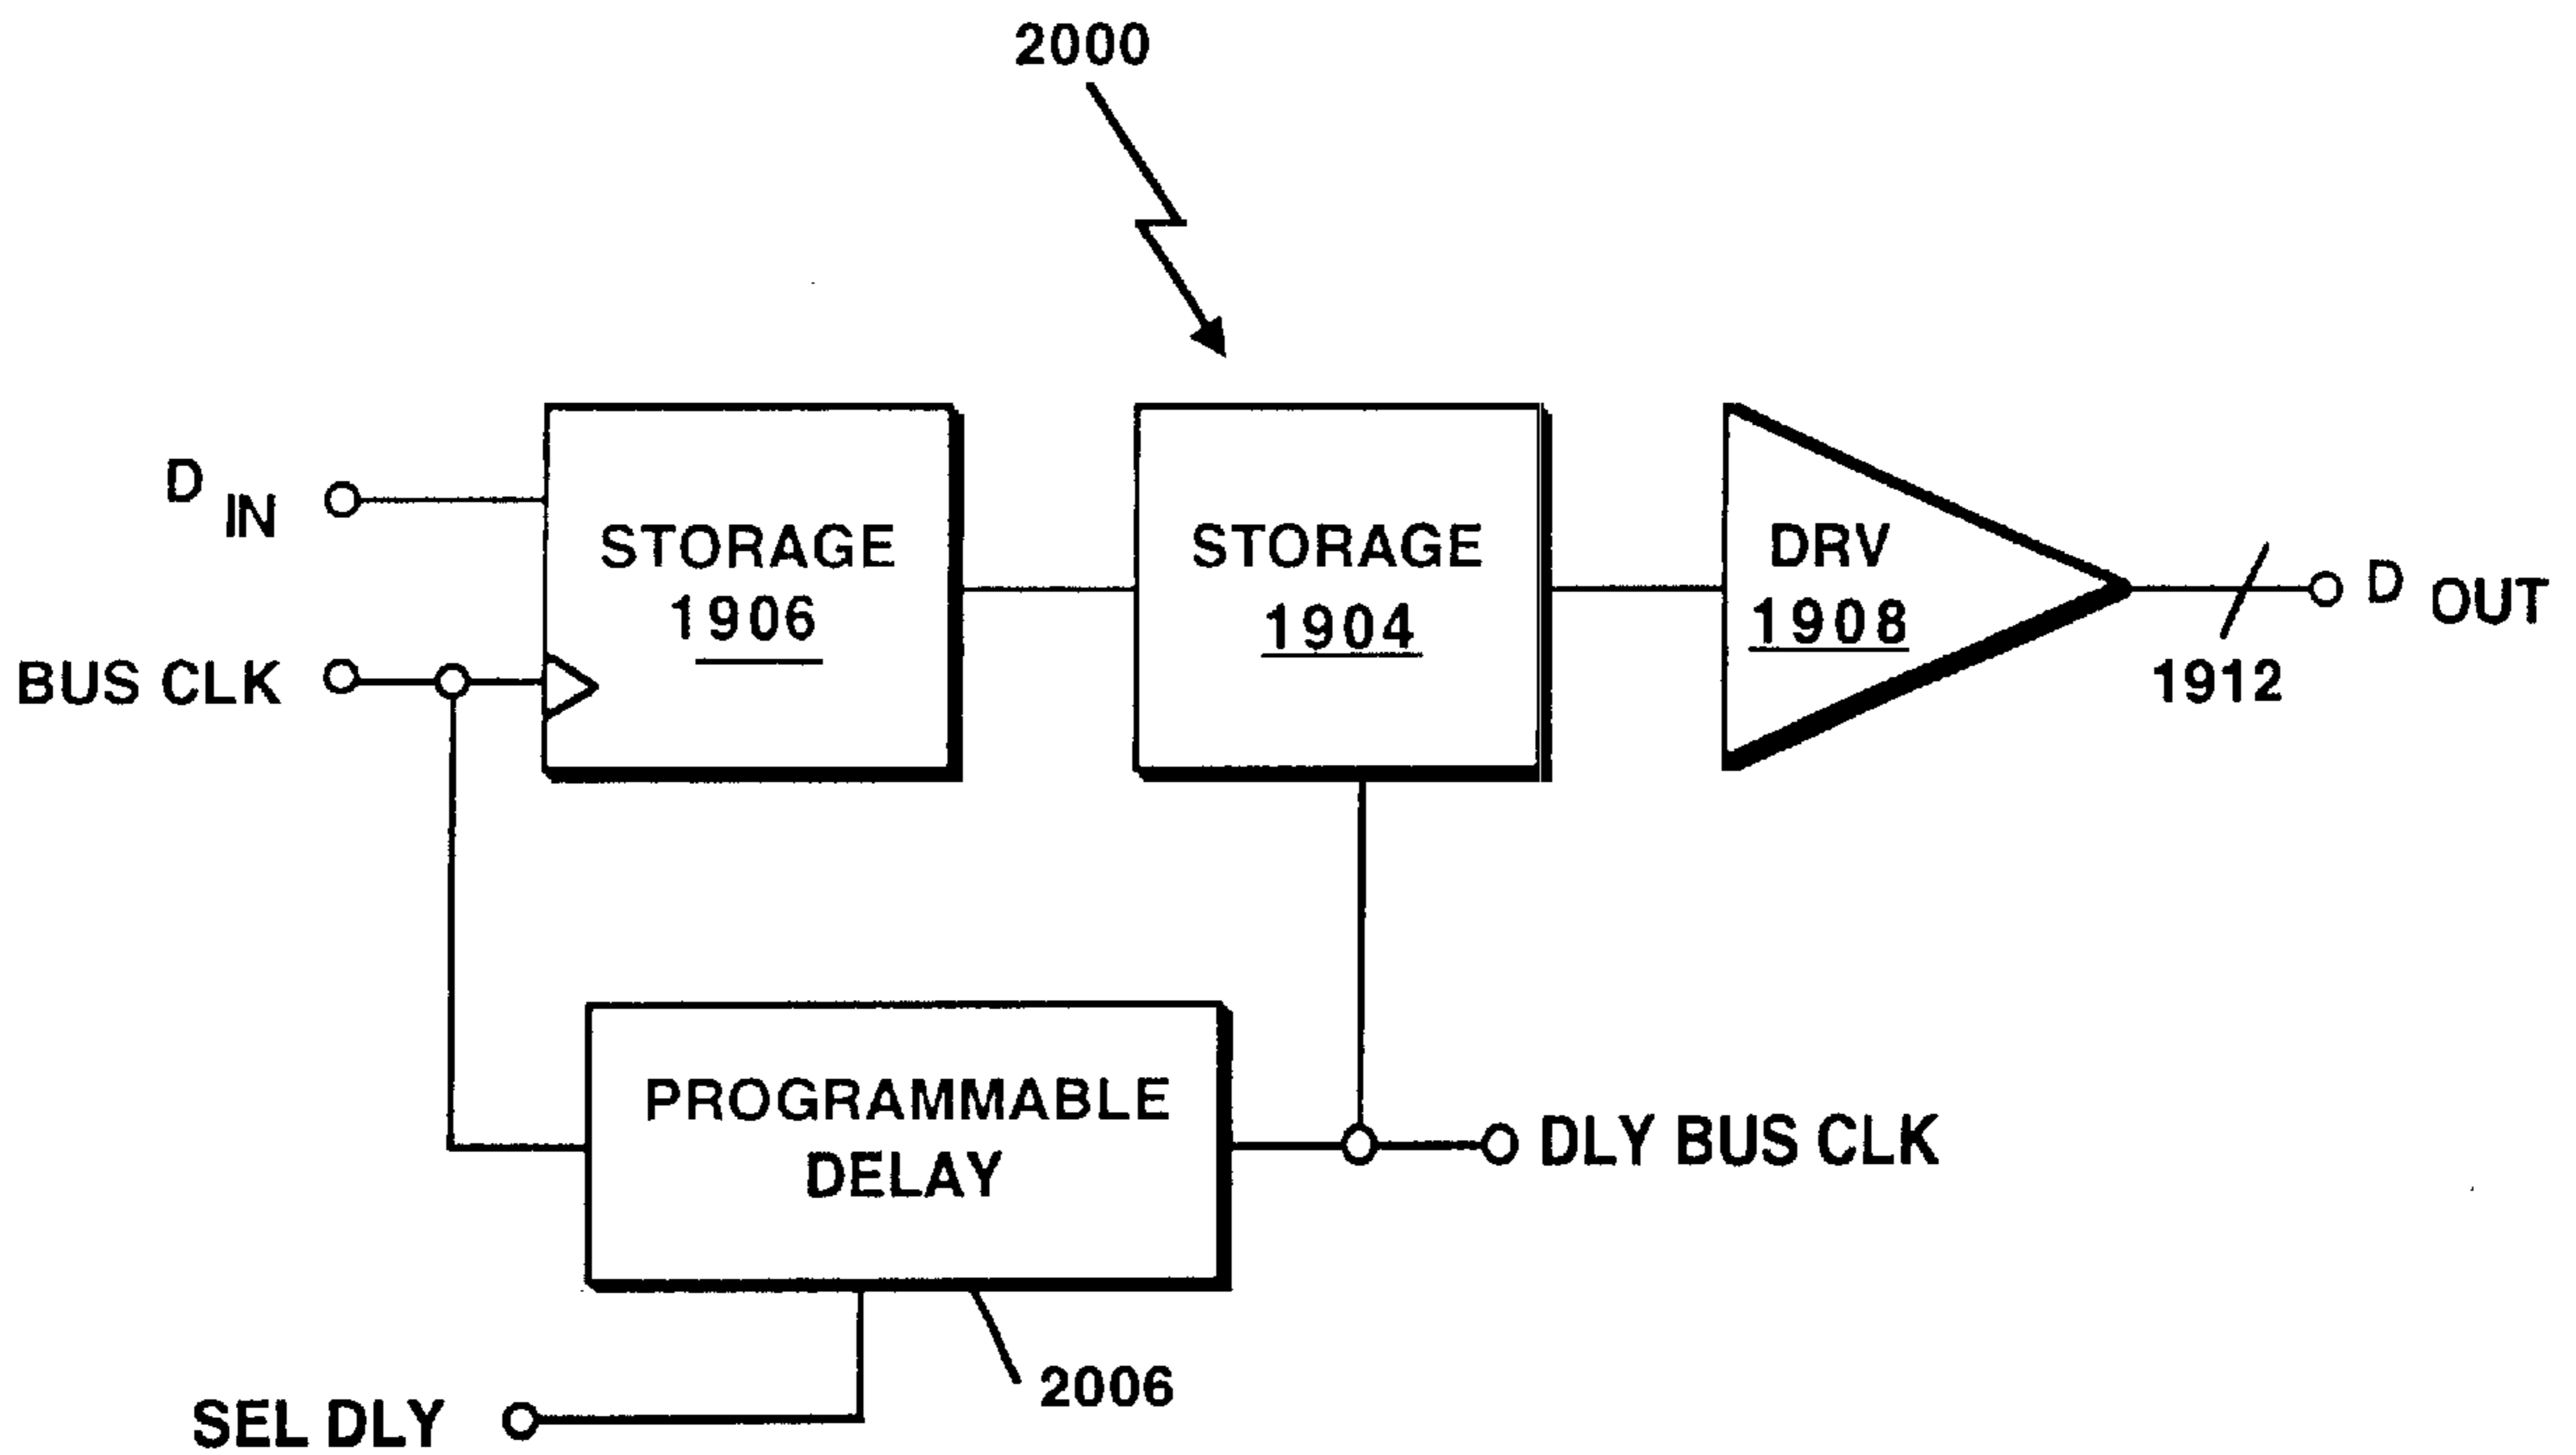 2000
D IN
BUS CLK
STORAGE
1906
STORAGE
1904
DRV
1908
D OUT
1912
PROGRAMMABLE
DELAY
DLY BUS CLK
2006
SEL DLY